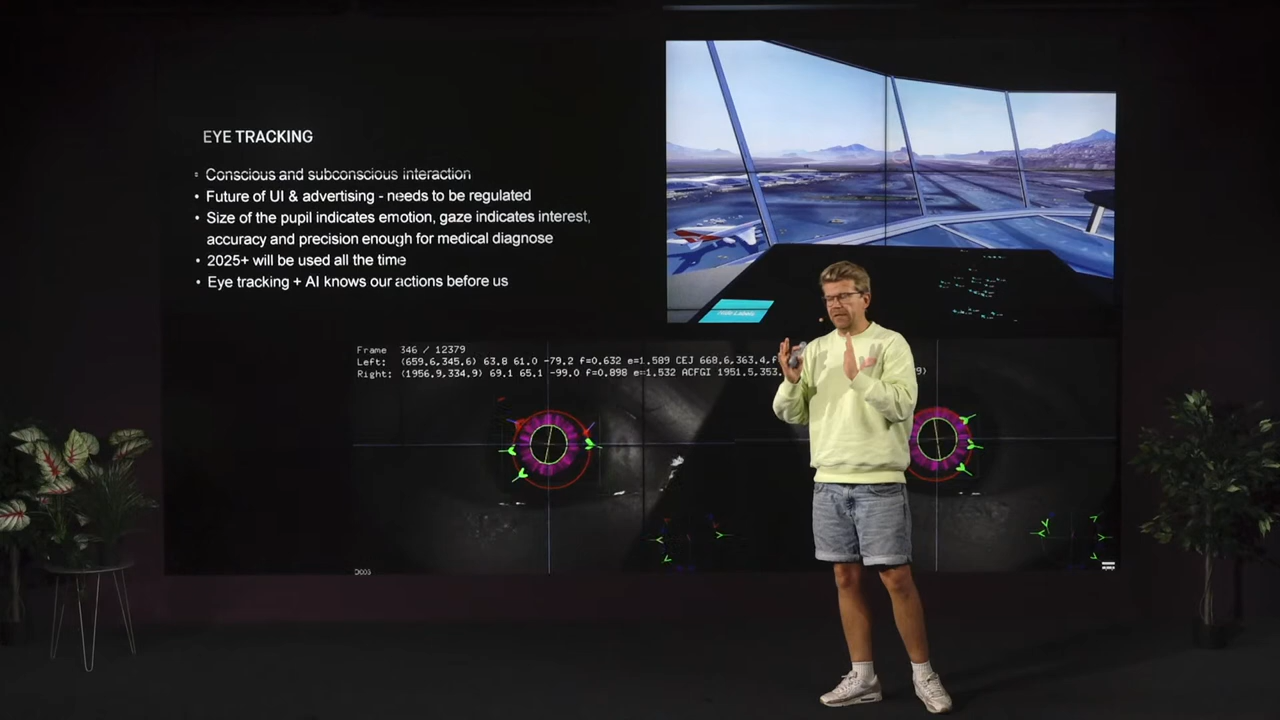 EYE TRACKING
• Conscious and subconscious interaction
• Future of UI & advertising - needs to be regulated
• Size of the pupil indicates emotion, gaze indicates interest,
accuracy and precision enough for medical diagnose
• 2025+ will be used all the time
• Eye tracking + AI knows our actions before us
Frame 346 / 12379
Left: (659.6,345.6) 63.8 61.0 -79.2 f=0.632 e=1.589 CEJ 668.6,363.4,f
Right: (1956.9,334.9) 69.1 65.1 -99.0 f=0.898 e=1.532 ACFGI 1951.5,353.